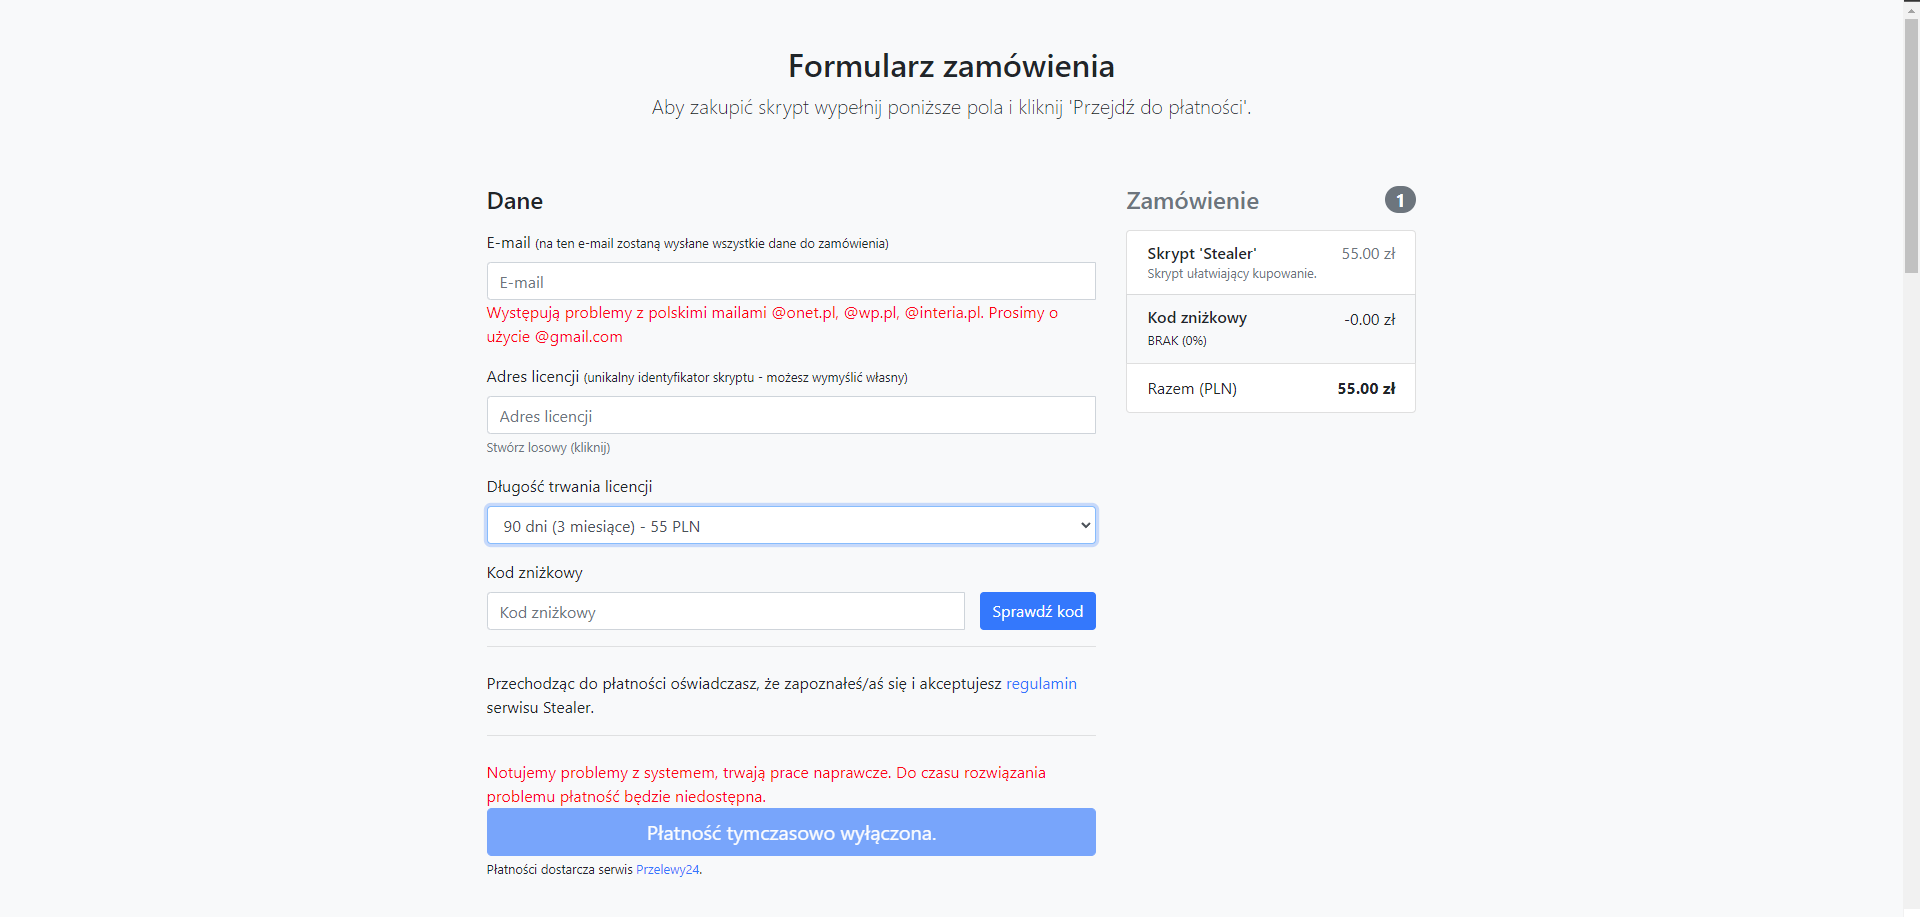 Formularz zamówienia
Aby zakupić skrypt wypełnij poniższe pola i kliknij 'Przejdź do płatności'.
Dane
E-mail (na ten e-mail zostaną wysłane wszystkie dane do zamówienia)
E-mail
Występują problemy z polskimi mailami @onet.pl, @wp.pl, @interia.pl. Prosimy o
użycie @gmail.com
Adres licencji (unikalny identyfikator skryptu - możesz wymyślić własny)
Adres licencji
Stwórz losowy (kliknij)
Długość trwania licencji
90 dni (3 miesiące) - 55 PLN
Kod zniżkowy
Kod zniżkowy
Sprawdź kod
Przechodząc do płatności oświadczasz, że zapoznałeś/aś się i akceptujesz regulamin
serwisu Stealer.
Notujemy problemy z systemem, trwają prace naprawcze. Do czasu rozwiązania
problemu płatność będzie niedostępna.
Płatność tymczasowo wyłączona.
Płatności dostarcza serwis Przelewy24.
Zamówienie 1
Skrypt 'Stealer' 55.00 zł
Skrypt ułatwiający kupowanie.
Kod zniżkowy -0.00 zł
BRAK (0%)
Razem (PLN) 55.00 zł